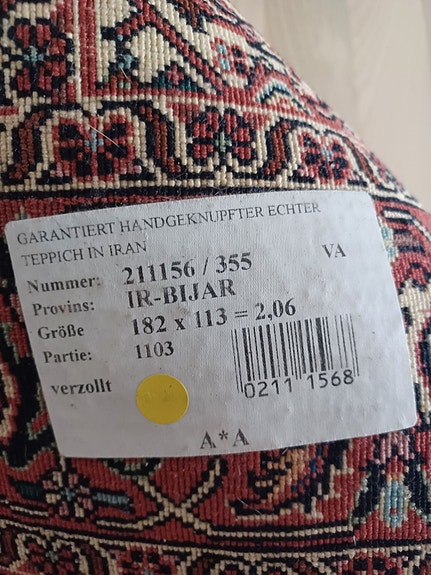 GARANTIERT HANDGEKNUPFTER ECHTER
TEPPICH IN IRAN
VA
Nummer: 211156 / 355
Provins: IR-BIJAR
Größe 182 x 113 = 2,06
Partie: 1103
verzollt
0211 1568
A*A